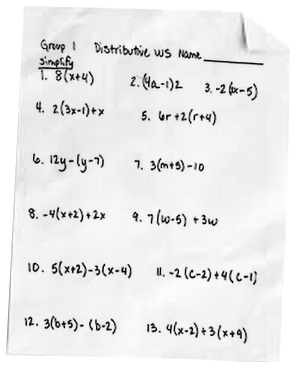 Group 1 Distributive WS Name
Simplify
1. 8(x+4) 2. (4a-1)2 3. -2(6x-5)
4. 2(3x-1)+x 5. 6r+2(r+4)
6. 12y-(y-7) 7. 3(m+5)-10
8. -4(x+2)+2x 9. 7(w-5)+3w
10. 5(x+2)-3(x-4) 11. -2(c-2)+4(c-1)
12. 3(b+5)-(b-2) 13. 4(x-2)+3(x+9)